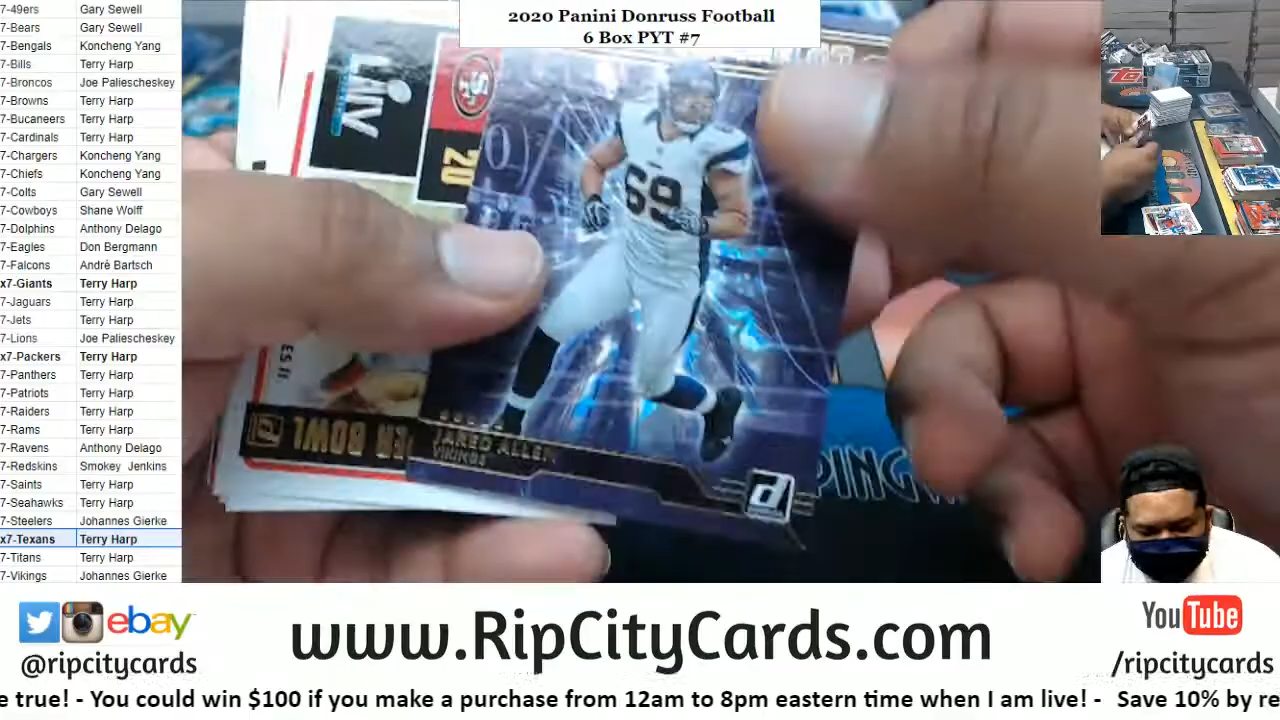 2020 Panini Donruss Football
6 Box PYT #7
7-49ers Gary Sewell
7-Bears Gary Sewell
7-Bengals Koncheng Yang
7-Bills Terry Harp
7-Broncos Joe Paliescheskey
7-Browns Terry Harp
7-Bucaneers Terry Harp
7-Cardinals Terry Harp
7-Chargers Koncheng Yang
7-Chiefs Koncheng Yang
7-Colts Gary Sewell
7-Cowboys Shane Wolff
7-Dolphins Anthony Delago
7-Eagles Don Bergmann
7-Falcons Andrè Bartsch
x7-Giants Terry Harp
7-Jaguars Terry Harp
7-Jets Terry Harp
7-Lions Joe Paliescheskey
x7-Packers Terry Harp
7-Panthers Terry Harp
7-Patriots Terry Harp
7-Raiders Terry Harp
7-Rams Terry Harp
7-Ravens Anthony Delago
7-Redskins Smokey Jenkins
7-Saints Terry Harp
7-Seahawks Terry Harp
7-Steelers Johannes Gierke
x7-Texans Terry Harp
7-Titans Terry Harp
7-Vikings Johannes Gierke
LIV
SF
20
69
ER BOWL
JARED ALLEN
VIKINGS
d
PING
ebay
@ripcitycards
www.RipCityCards.com
YouTube
/ripcitycards
e true! - You could win $100 if you make a purchase from 12am to 8pm eastern time when I am live! - Save 10% by re